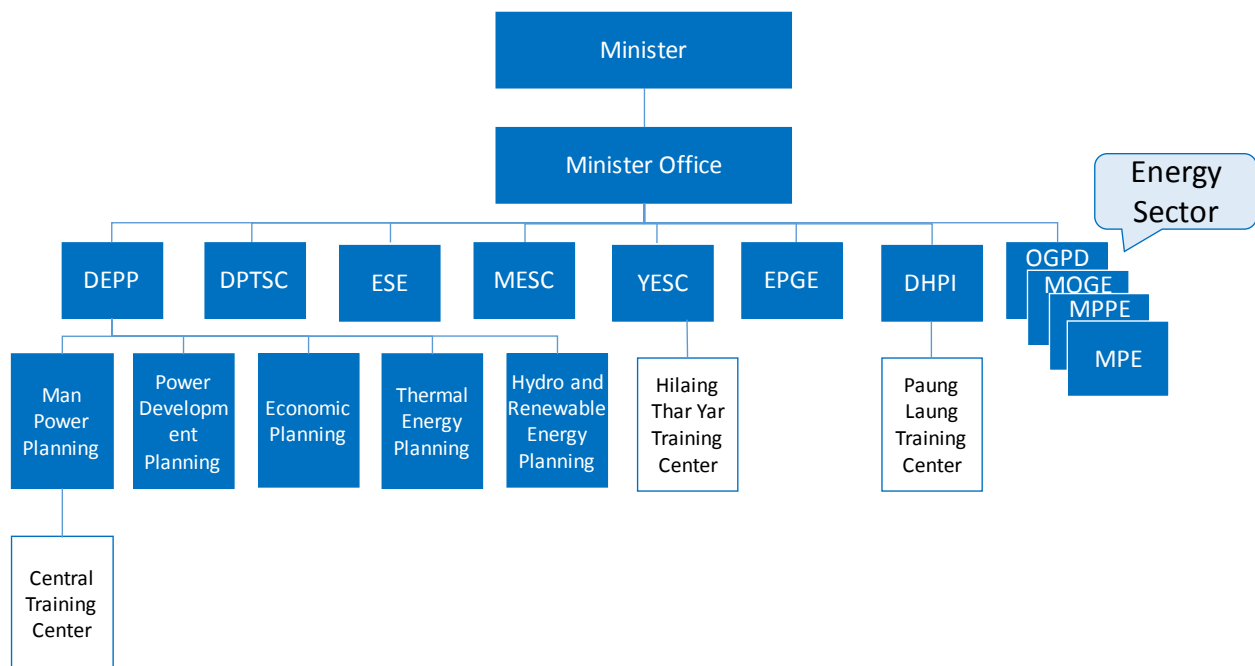 Minister
Minister Office
Energy
Sector
DEPP
DPTSC
ESE
MESC
YESC
EPGE
DHPI
OGPD
MOGE
MPPE
MPE
Man
Power
Planning
Power
Developm
ent
Planning
Economic
Planning
Thermal
Energy
Planning
Hydro and
Renewable
Energy
Planning
Hilaing
Thar Yar
Training
Center
Paung
Laung
Training
Center
Central
Training
Center